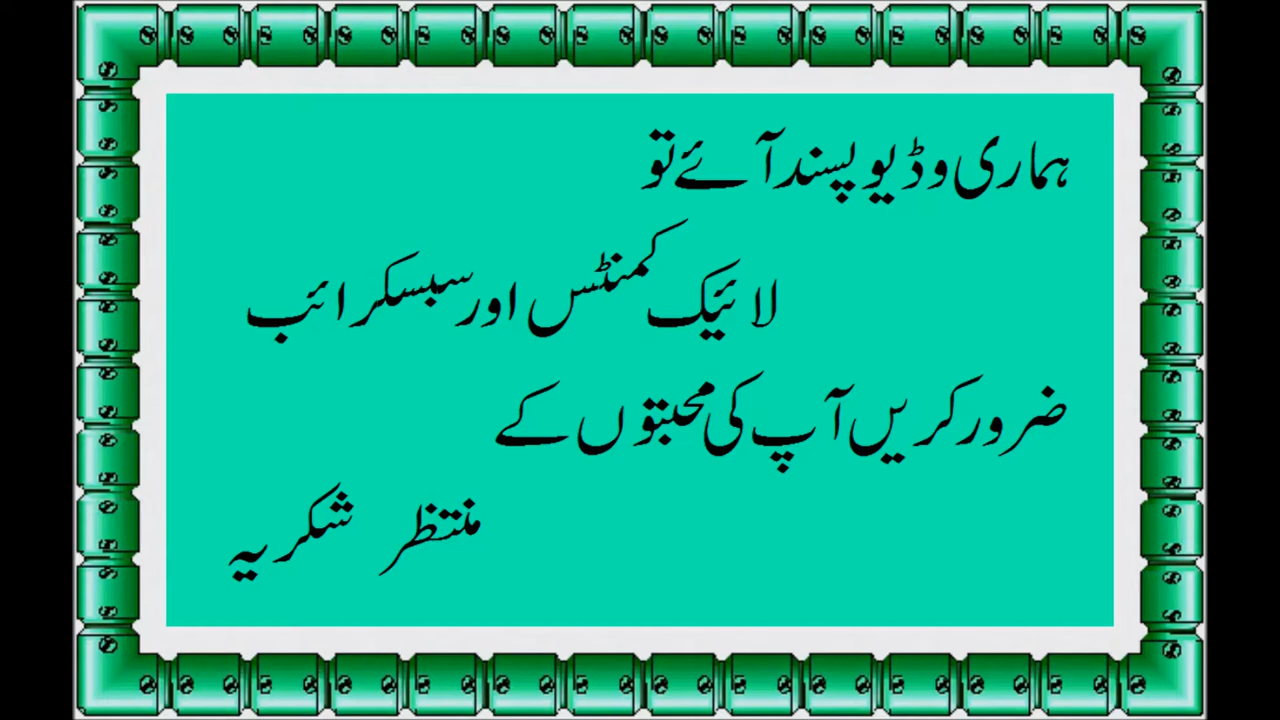 ہماری وڈیو پسند آئے تو
لائیک کمنٹس اور سبسکرائب
ضرور کریں آپ کی محبتوں کے
منتظر شکریہ